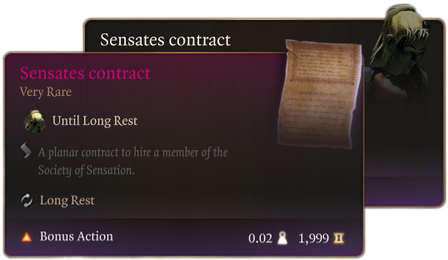 Sensates contract
Sensates contract
Very Rare
Until Long Rest
A planar contract to hire a member of the
Society of Sensation.
Long Rest
Bonus Action
0.02 1,999